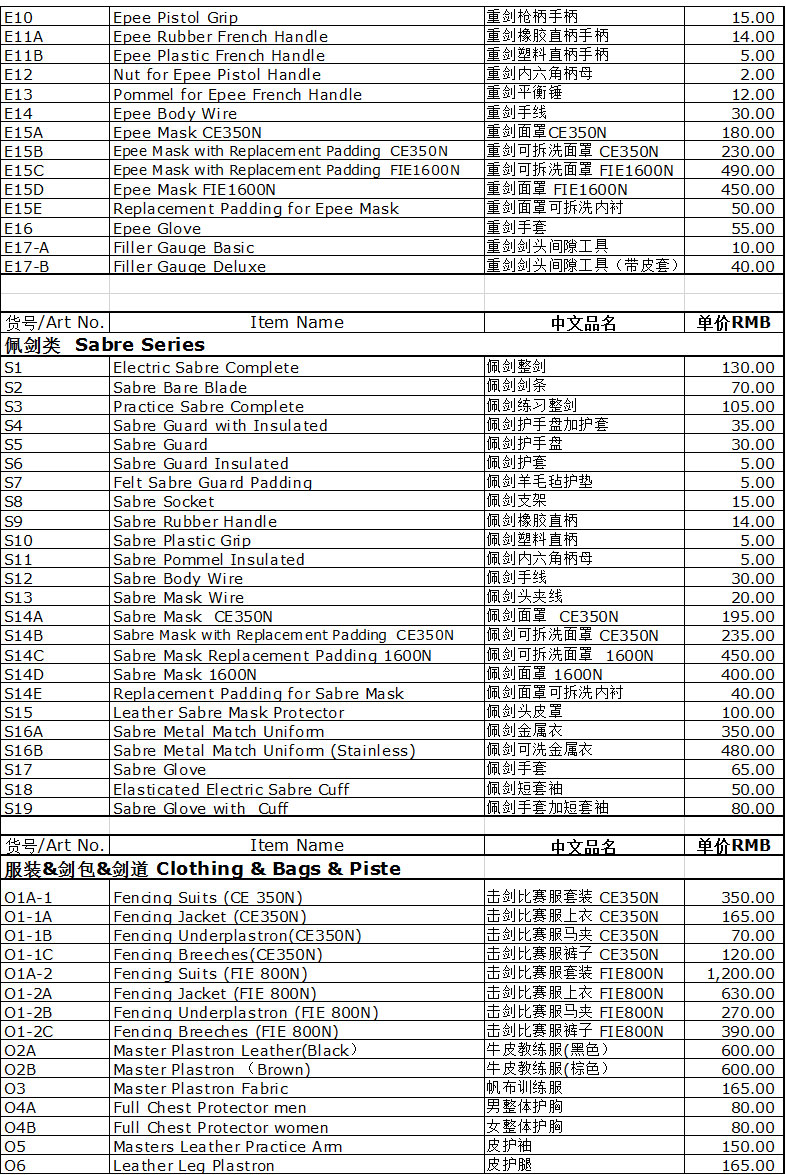 E10 Epee Pistol Grip 重剑枪柄手柄 15.00
E11A Epee Rubber French Handle 重剑橡胶直柄手柄 14.00
E11B Epee Plastic French Handle 重剑塑料直柄手柄 5.00
E12 Nut for Epee Pistol Handle 重剑内六角柄母 2.00
E13 Pommel for Epee French Handle 重剑平衡锤 12.00
E14 Epee Body Wire 重剑手线 30.00
E15A Epee Mask CE350N 重剑面罩CE350N 180.00
E15B Epee Mask with Replacement Padding CE350N 重剑可拆洗面罩 CE350N 230.00
E15C Epee Mask with Replacement Padding FIE1600N 重剑可拆洗面罩 FIE1600N 490.00
E15D Epee Mask FIE1600N 重剑面罩 FIE1600N 450.00
E15E Replacement Padding for Epee Mask 重剑面罩可拆洗内衬 50.00
E16 Epee Glove 重剑手套 55.00
E17-A Filler Gauge Basic 重剑剑头间隙工具 10.00
E17-B Filler Gauge Deluxe 重剑剑头间隙工具（带皮套） 40.00
货号/Art No. Item Name 中文品名 单价RMB
佩剑类 Sabre Series
S1 Electric Sabre Complete 佩剑整剑 130.00
S2 Sabre Bare Blade 佩剑剑条 70.00
S3 Practice Sabre Complete 佩剑练习整剑 105.00
S4 Sabre Guard with Insulated 佩剑护手盘加护套 35.00
S5 Sabre Guard 佩剑护手盘 30.00
S6 Sabre Guard Insulated 佩剑护套 5.00
S7 Felt Sabre Guard Padding 佩剑羊毛毡护垫 5.00
S8 Sabre Socket 佩剑支架 15.00
S9 Sabre Rubber Handle 佩剑橡胶直柄 14.00
S10 Sabre Plastic Grip 佩剑塑料直柄 5.00
S11 Sabre Pommel Insulated 佩剑内六角柄母 5.00
S12 Sabre Body Wire 佩剑手线 30.00
S13 Sabre Mask Wire 佩剑头夹线 20.00
S14A Sabre Mask CE350N 佩剑面罩 CE350N 195.00
S14B Sabre Mask with Replacement Padding CE350N 佩剑可拆洗面罩 CE350N 235.00
S14C Sabre Mask Replacement Padding 1600N 佩剑可拆洗面罩 1600N 450.00
S14D Sabre Mask 1600N 佩剑面罩 1600N 400.00
S14E Replacement Padding for Sabre Mask 佩剑面罩可拆洗内衬 40.00
S15 Leather Sabre Mask Protector 佩剑头皮罩 100.00
S16A Sabre Metal Match Uniform 佩剑金属衣 350.00
S16B Sabre Metal Match Uniform (Stainless) 佩剑可洗金属衣 480.00
S17 Sabre Glove 佩剑手套 65.00
S18 Elasticated Electric Sabre Cuff 佩剑短套袖 50.00
S19 Sabre Glove with Cuff 佩剑手套加短套袖 80.00
货号/Art No. Item Name 中文品名 单价RMB
服装&剑包&剑道 Clothing & Bags & Piste
O1A-1 Fencing Suits (CE 350N) 击剑比赛服套装 CE350N 350.00
O1-1A Fencing Jacket (CE350N) 击剑比赛服上衣 CE350N 165.00
O1-1B Fencing Underplastron(CE350N) 击剑比赛服马夹 CE350N 70.00
O1-1C Fencing Breeches(CE350N) 击剑比赛服裤子 CE350N 120.00
O1A-2 Fencing Suits (FIE 800N) 击剑比赛服套装 FIE800N 1,200.00
O1-2A Fencing Jacket (FIE 800N) 击剑比赛服上衣 FIE800N 630.00
O1-2B Fencing Underplastron (FIE 800N) 击剑比赛服马夹 FIE800N 270.00
O1-2C Fencing Breeches (FIE 800N) 击剑比赛服裤子 FIE800N 390.00
O2A Master Plastron Leather(Black） 牛皮教练服(黑色） 600.00
O2B Master Plastron （Brown) 牛皮教练服(棕色） 600.00
O3 Master Plastron Fabric 帆布训练服 165.00
O4A Full Chest Protector men 男整体护胸 80.00
O4B Full Chest Protector women 女整体护胸 80.00
O5 Masters Leather Practice Arm 皮护袖 150.00
O6 Leather Leg Plastron 皮护腿 165.00